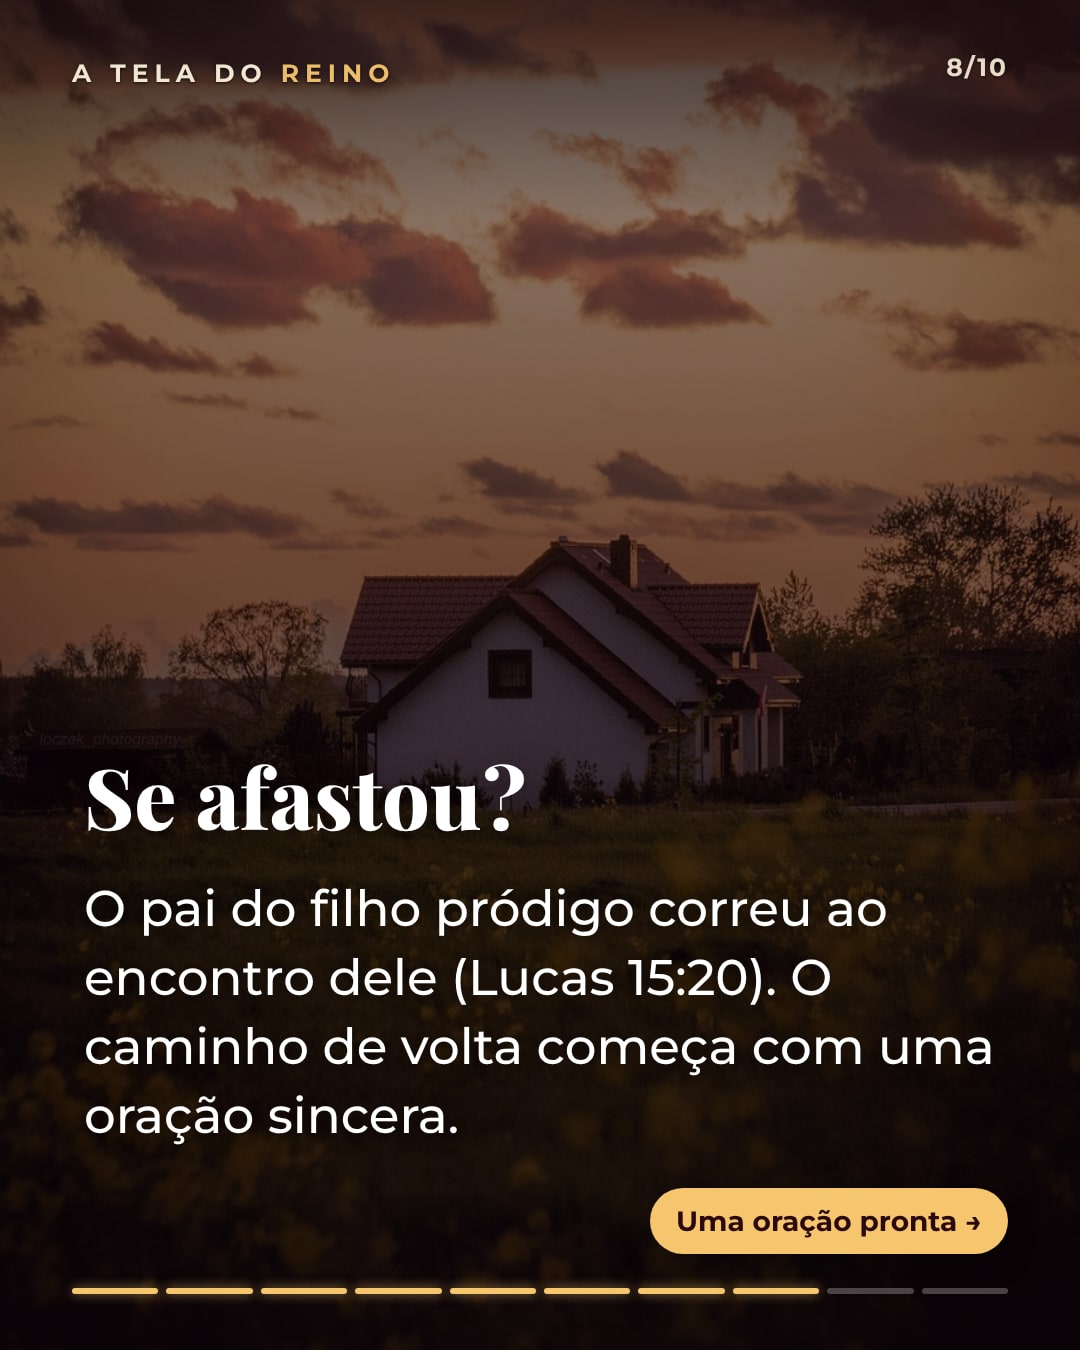 A TELA DO REINO
8/10
loczek_photography
Se afastou?
O pai do filho pródigo correu ao
encontro dele (Lucas 15:20). O
caminho de volta começa com uma
oração sincera.
Uma oração pronta →